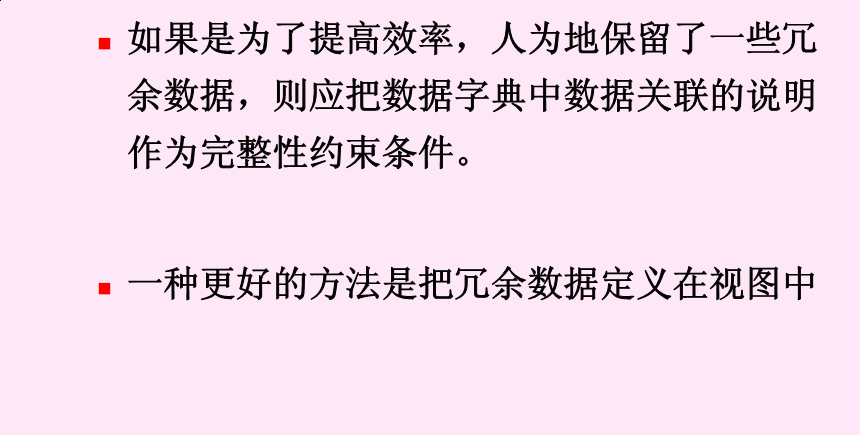 如果是为了提高效率，人为地保留了一些冗
余数据，则应把数据字典中数据关联的说明
作为完整性约束条件。
一种更好的方法是把冗余数据定义在视图中